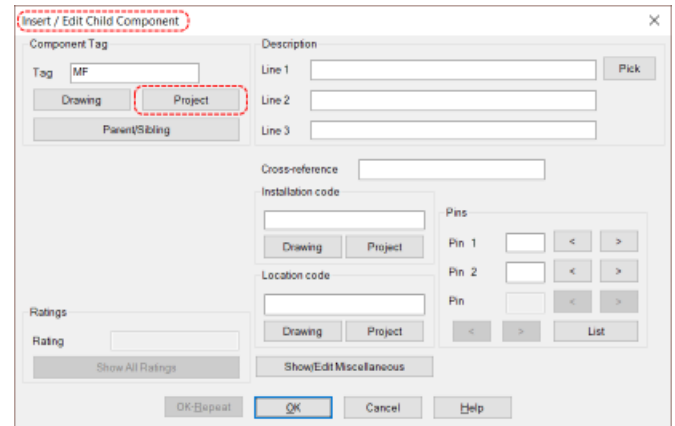 Insert / Edit Child Component
Component Tag
Tag MF
Drawing Project
Parent/Sibling
Description
Line 1 Pick
Line 2
Line 3
Cross-reference
Installation code
Drawing Project
Location code
Drawing Project
Pins
Pin 1 < >
Pin 2 < >
Pin < >
< > List
Ratings
Rating
Show All Ratings
Show/Edit Miscellaneous
OK-Repeat OK Cancel Help